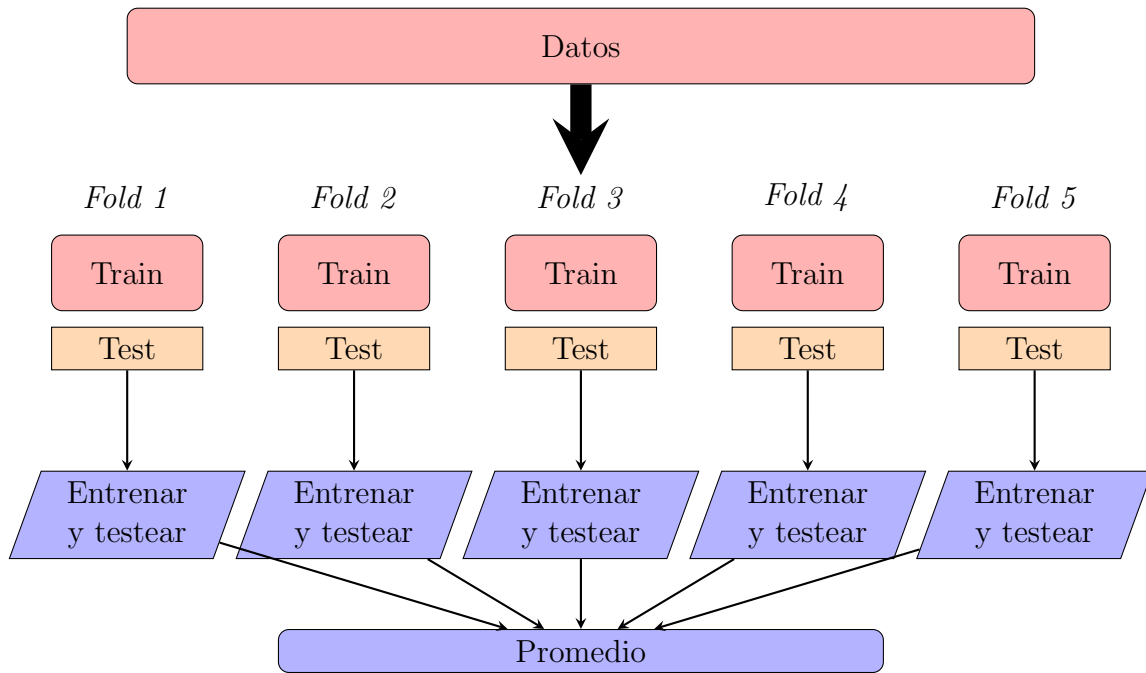 Datos
Fold 1
Fold 2
Fold 3
Fold 4
Fold 5
Train
Train
Train
Train
Train
Test
Test
Test
Test
Test
Entrenar
y testear
Entrenar
y testear
Entrenar
y testear
Entrenar
y testear
Entrenar
y testear
Promedio